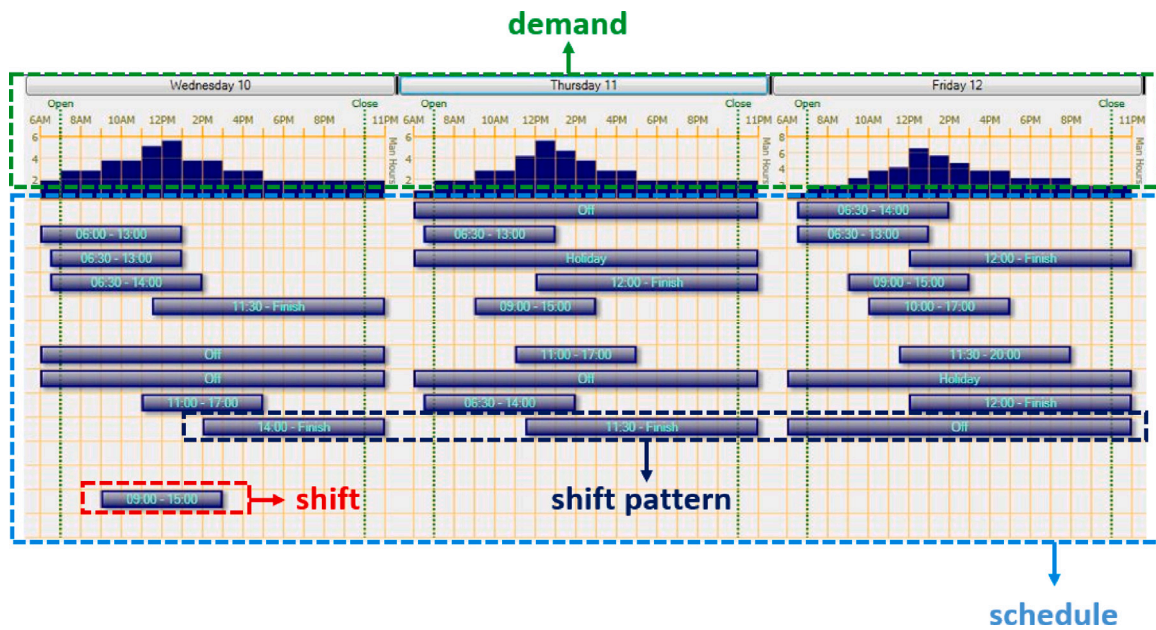 demand
Wednesday 10 Thursday 11 Friday 12
Open Close Open Close Open Close
6AM 8AM 10AM 12PM 2PM 4PM 6PM 8PM 11PM 6AM 8AM 10AM 12PM 2PM 4PM 6PM 8PM 11PM 6AM 8AM 10AM 12PM 2PM 4PM 6PM 8PM 11PM
6 6 8
6
4 4 4
2 2 2
Man Hours Man Hours Man Hours
Off 06:30 - 14:00
06:00 - 13:00 06:30 - 13:00 06:30 - 13:00
06:30 - 13:00 Holiday 12:00 - Finish
06:30 - 14:00 12:00 - Finish 09:00 - 15:00
11:30 - Finish 09:00 - 15:00 10:00 - 17:00
Off 11:00 - 17:00 11:30 - 20:00
Off Off Holiday
11:00 - 17:00 06:30 - 14:00 12:00 - Finish
14:00 - Finish 11:30 - Finish Off
09:00 - 15:00 shift shift pattern
schedule